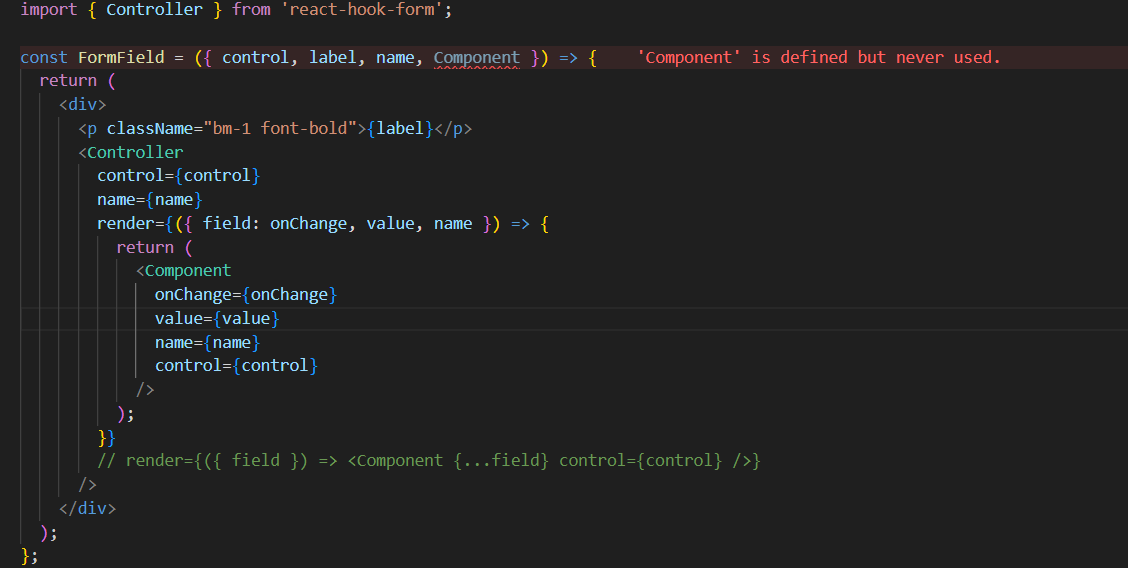 import { Controller } from 'react-hook-form';
const FormField = ({ control, label, name, Component }) => {    'Component' is defined but never used.
  return (
    <div>
      <p className="bm-1 font-bold">{label}</p>
      <Controller
        control={control}
        name={name}
        render={({ field: onChange, value, name }) => {
          return (
            <Component
              onChange={onChange}
              value={value}
              name={name}
              control={control}
            />
          );
        }}
        // render={({ field }) => <Component {...field} control={control} />}
      />
    </div>
  );
};